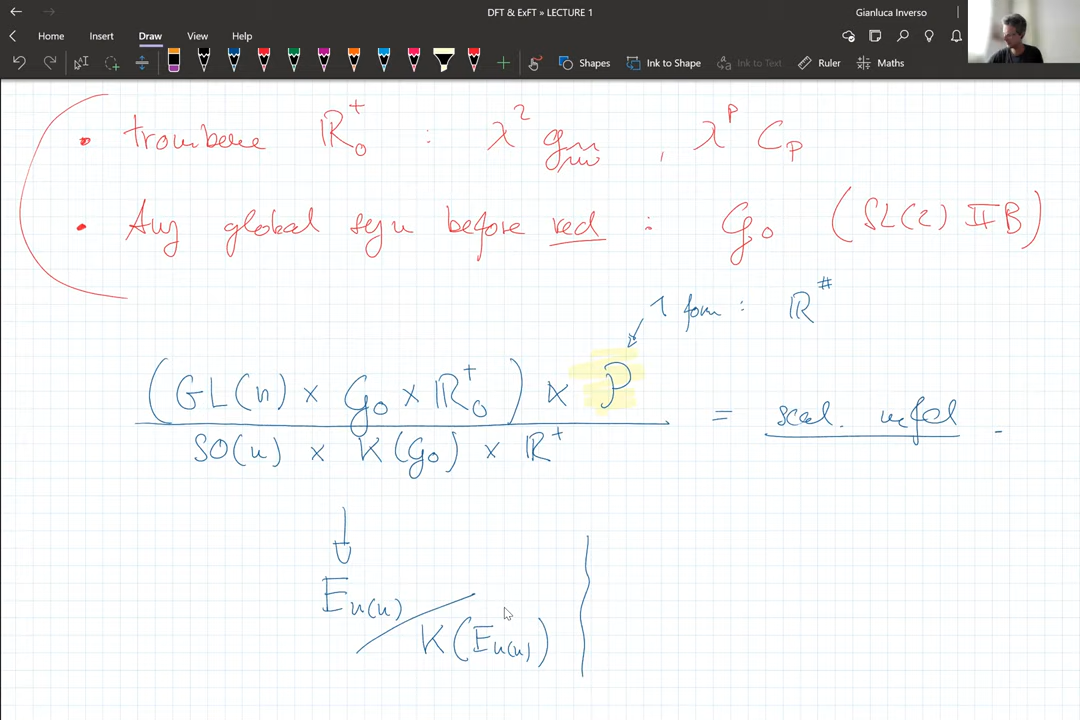 DFT & ExFT » LECTURE 1
Gianluca Inverso
Home Insert Draw View Help
Shapes Ink to Shape Ink to Text Ruler Maths
• trombone ℝ₀⁺ : λ² g_μν , λ^p C_p
• Any global sym before red : G₀ (SL(2) IIB)
1 form : ℝ^#
(GL(n) × G₀ × ℝ₀⁺) ⋉ P
= scal. mfol
SO(n) × K(G₀) × ℝ⁺
↓
E_n(n) / K(E_n(n))